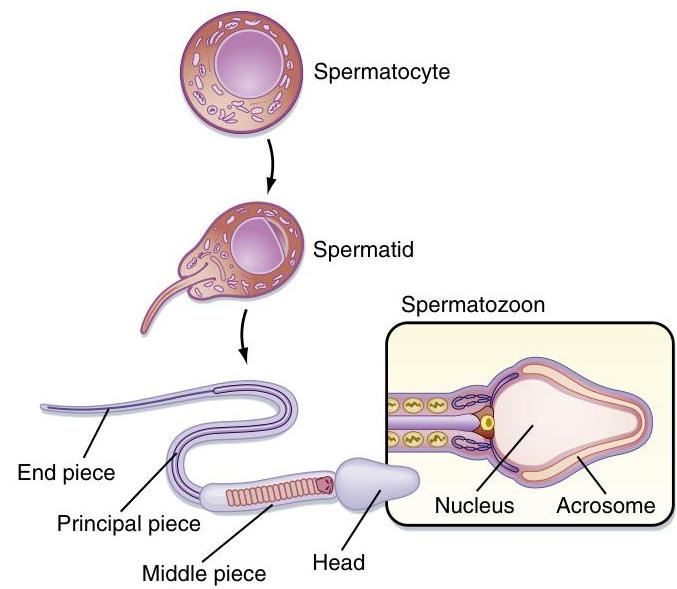 Spermatocyte
Spermatid
Spermatozoon
End piece
Principal piece
Middle piece
Head
Nucleus
Acrosome